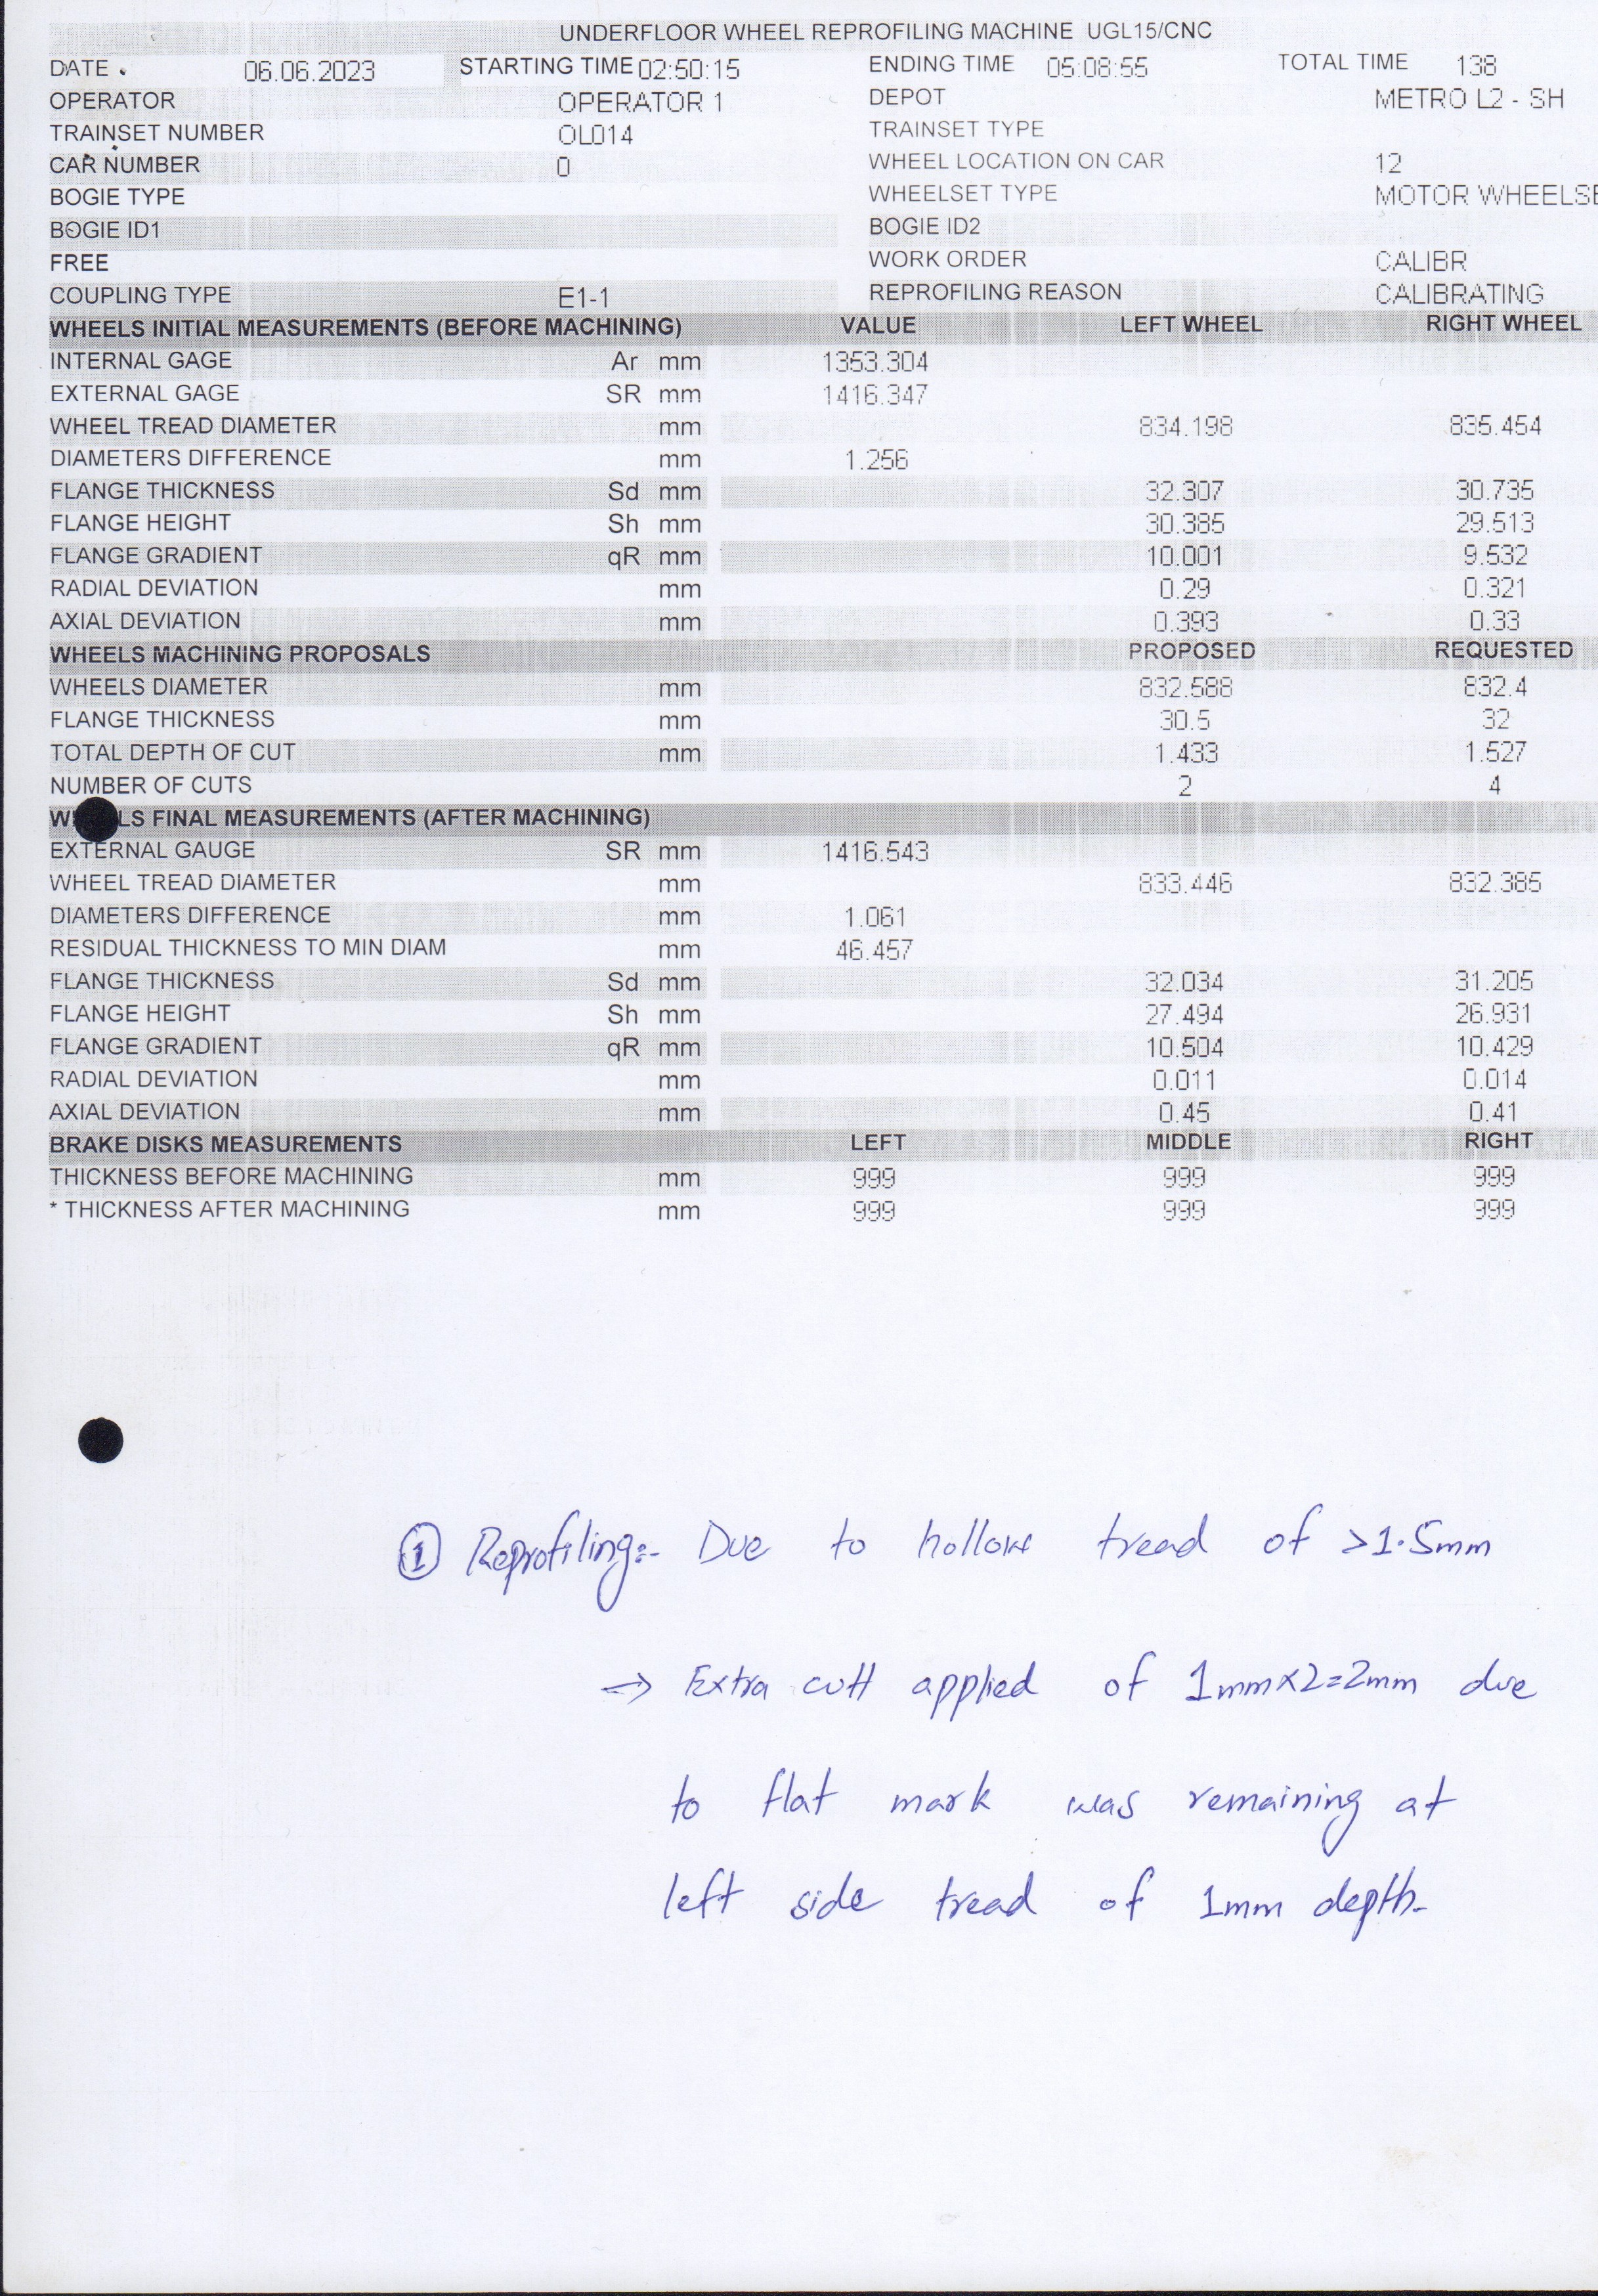 UNDERFLOOR WHEEL REPROFILING MACHINE UGL15/CNC
DATE 06.06.2023 STARTING TIME 02:50:15 ENDING TIME 05:08:55 TOTAL TIME 138
OPERATOR OPERATOR 1 DEPOT METRO L2 - SH
TRAINSET NUMBER OL014 TRAINSET TYPE
CAR NUMBER 0 WHEEL LOCATION ON CAR 12
BOGIE TYPE WHEELSET TYPE MOTOR WHEELSE
BOGIE ID1 BOGIE ID2
FREE WORK ORDER CALIBR
COUPLING TYPE E1-1 REPROFILING REASON CALIBRATING
WHEELS INITIAL MEASUREMENTS (BEFORE MACHINING) VALUE LEFT WHEEL RIGHT WHEEL
INTERNAL GAGE Ar mm 1353.304
EXTERNAL GAGE SR mm 1416.347
WHEEL TREAD DIAMETER mm 834.198 835.454
DIAMETERS DIFFERENCE mm 1.256
FLANGE THICKNESS Sd mm 32.307 30.735
FLANGE HEIGHT Sh mm 30.385 29.513
FLANGE GRADIENT qR mm 10.001 9.532
RADIAL DEVIATION mm 0.29 0.321
AXIAL DEVIATION mm 0.393 0.33
WHEELS MACHINING PROPOSALS PROPOSED REQUESTED
WHEELS DIAMETER mm 832.588 832.4
FLANGE THICKNESS mm 30.5 32
TOTAL DEPTH OF CUT mm 1.433 1.527
NUMBER OF CUTS 2 4
W LS FINAL MEASUREMENTS (AFTER MACHINING)
EXTERNAL GAUGE SR mm 1416.543
WHEEL TREAD DIAMETER mm 833.446 832.385
DIAMETERS DIFFERENCE mm 1.061
RESIDUAL THICKNESS TO MIN DIAM mm 46.457
FLANGE THICKNESS Sd mm 32.034 31.205
FLANGE HEIGHT Sh mm 27.494 26.931
FLANGE GRADIENT qR mm 10.504 10.429
RADIAL DEVIATION mm 0.011 0.014
AXIAL DEVIATION mm 0.45 0.41
BRAKE DISKS MEASUREMENTS LEFT MIDDLE RIGHT
THICKNESS BEFORE MACHINING mm 999 999 999
* THICKNESS AFTER MACHINING mm 999 999 999
① Reprofiling:- Due to hollow tread of >1.5mm
→ Extra cutt applied of 1mm×2=2mm due
to flat mark was remaining at
left side tread of 1mm depth.